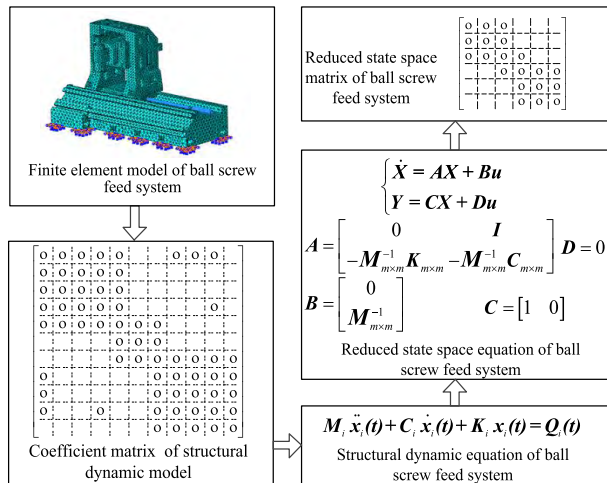 Finite element model of ball screw
feed system
o o o o o o o o
o o o o o
o o o o o
o o o o o o
o o o o o o o
o o o
o o o o o o o
o o o o o o
o o o o o o
o o o o o o o
o o o o o
Coefficient matrix of structural
dynamic model
Reduced state space
matrix of ball screw
feed system
Ẋ = AX + Bu
Y = CX + Du
A = [ 0 I
−M⁻¹ₘ×ₘ Kₘ×ₘ −M⁻¹ₘ×ₘ Cₘ×ₘ ] D = 0
B = [ 0
M⁻¹ₘ×ₘ ] C = [1 0]
Reduced state space equation of ball
screw feed system
Mᵢ ẍᵢ(t) + Cᵢ ẋᵢ(t) + Kᵢ xᵢ(t) = Qᵢ(t)
Structural dynamic equation of ball
screw feed system